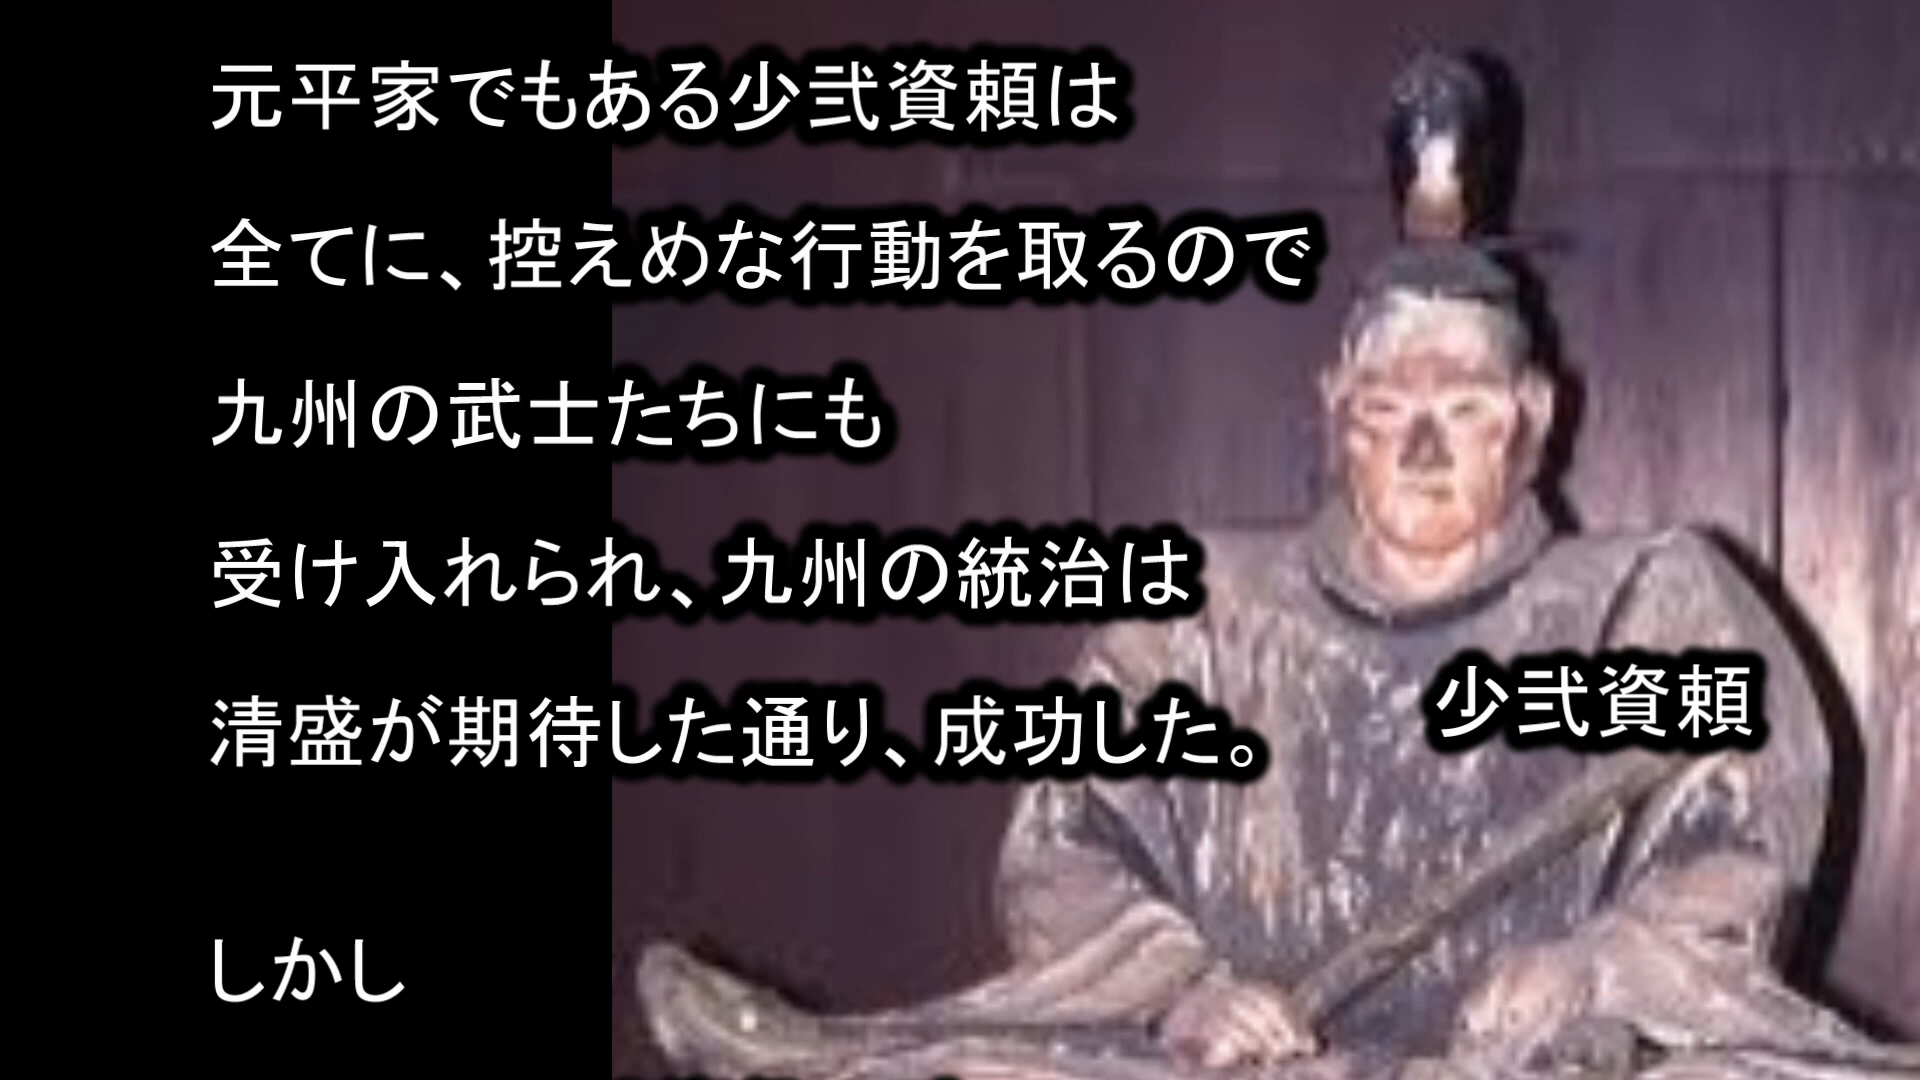 元平家でもある少弐資頼は
全てに、控えめな行動を取るので
九州の武士たちにも
受け入れられ、九州の統治は
清盛が期待した通り、成功した。
少弐資頼
しかし